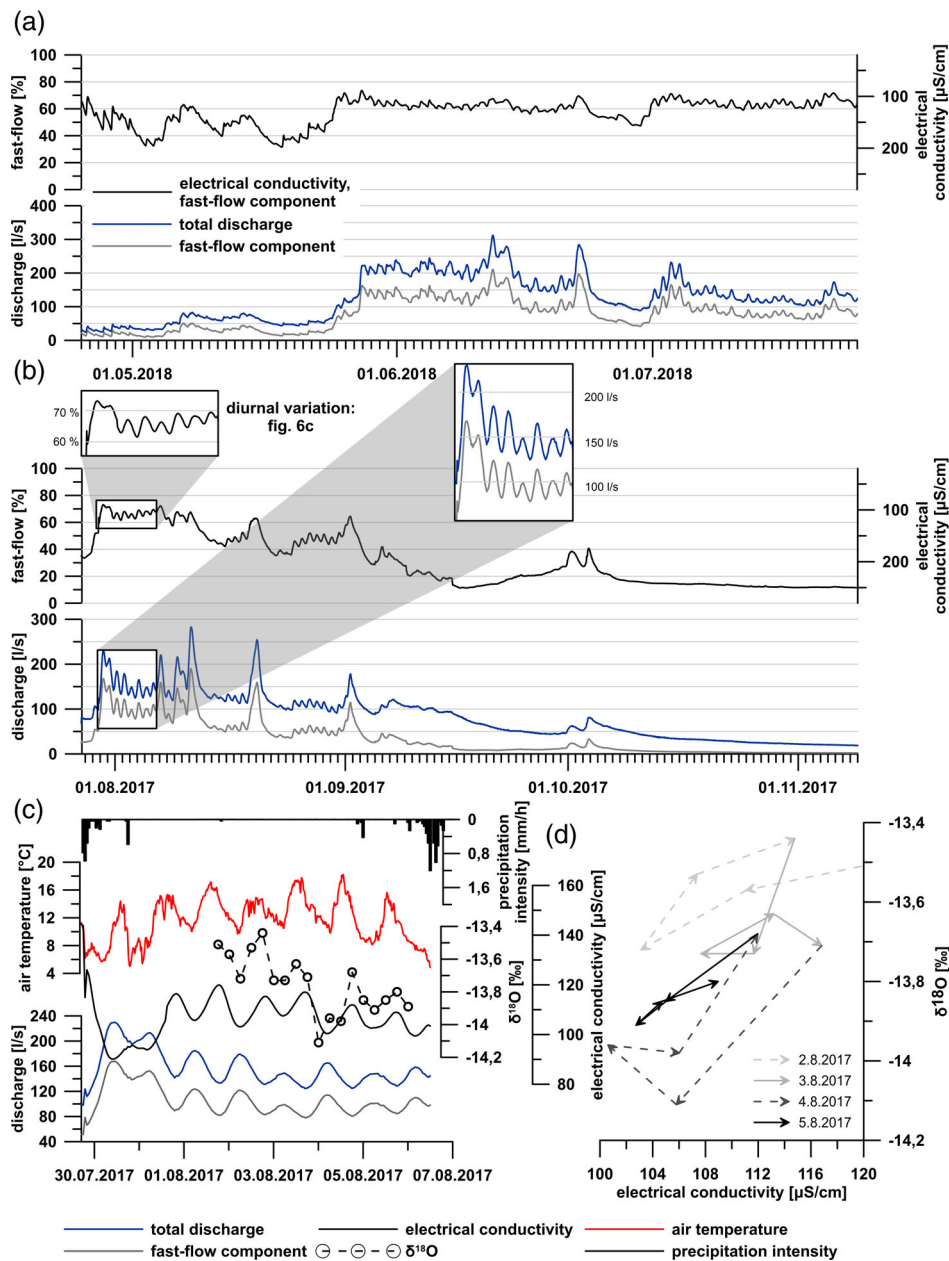 (a)
100
80
60
40
20
0
fast-flow [%]
100
200
electrical
conductivity [µS/cm]
electrical conductivity,
fast-flow component
total discharge
fast-flow component
400
300
200
100
0
discharge [l/s]
01.05.2018
01.06.2018
01.07.2018
(b)
70 %
60 %
diurnal variation:
fig. 6c
200 l/s
150 l/s
100 l/s
100
80
60
40
20
0
fast-flow [%]
100
200
electrical
conductivity [µS/cm]
300
200
100
0
discharge [l/s]
01.08.2017
01.09.2017
01.10.2017
01.11.2017
(c)
0
0,8
1,6
precipitation
intensity [mm/h]
20
16
12
8
4
air temperature [°C]
-13,4
-13,6
-13,8
-14
-14,2
δ18O [‰]
160
140
120
100
80
electrical conductivity [µS/cm]
240
200
160
120
80
40
discharge [l/s]
30.07.2017
01.08.2017
03.08.2017
05.08.2017
07.08.2017
(d)
-13,4
-13,6
-13,8
-14
-14,2
δ18O [‰]
2.8.2017
3.8.2017
4.8.2017
5.8.2017
100
104
108
112
116
120
electrical conductivity [µS/cm]
total discharge
electrical conductivity
air temperature
fast-flow component
δ18O
precipitation intensity